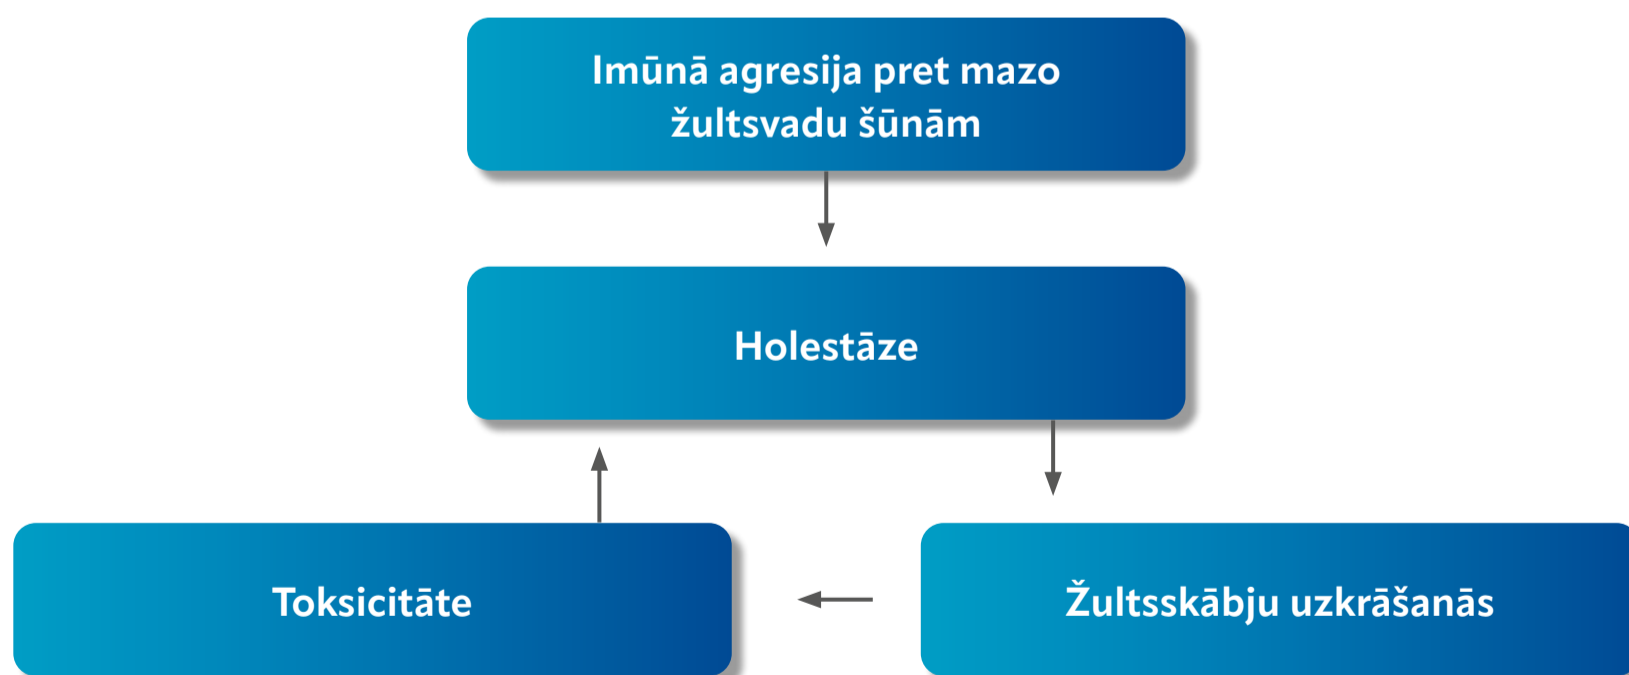 Imūnā agresija pret mazo
žultsvadu šūnām
Holestāze
Toksicitāte
Žultsskābju uzkrāšanās